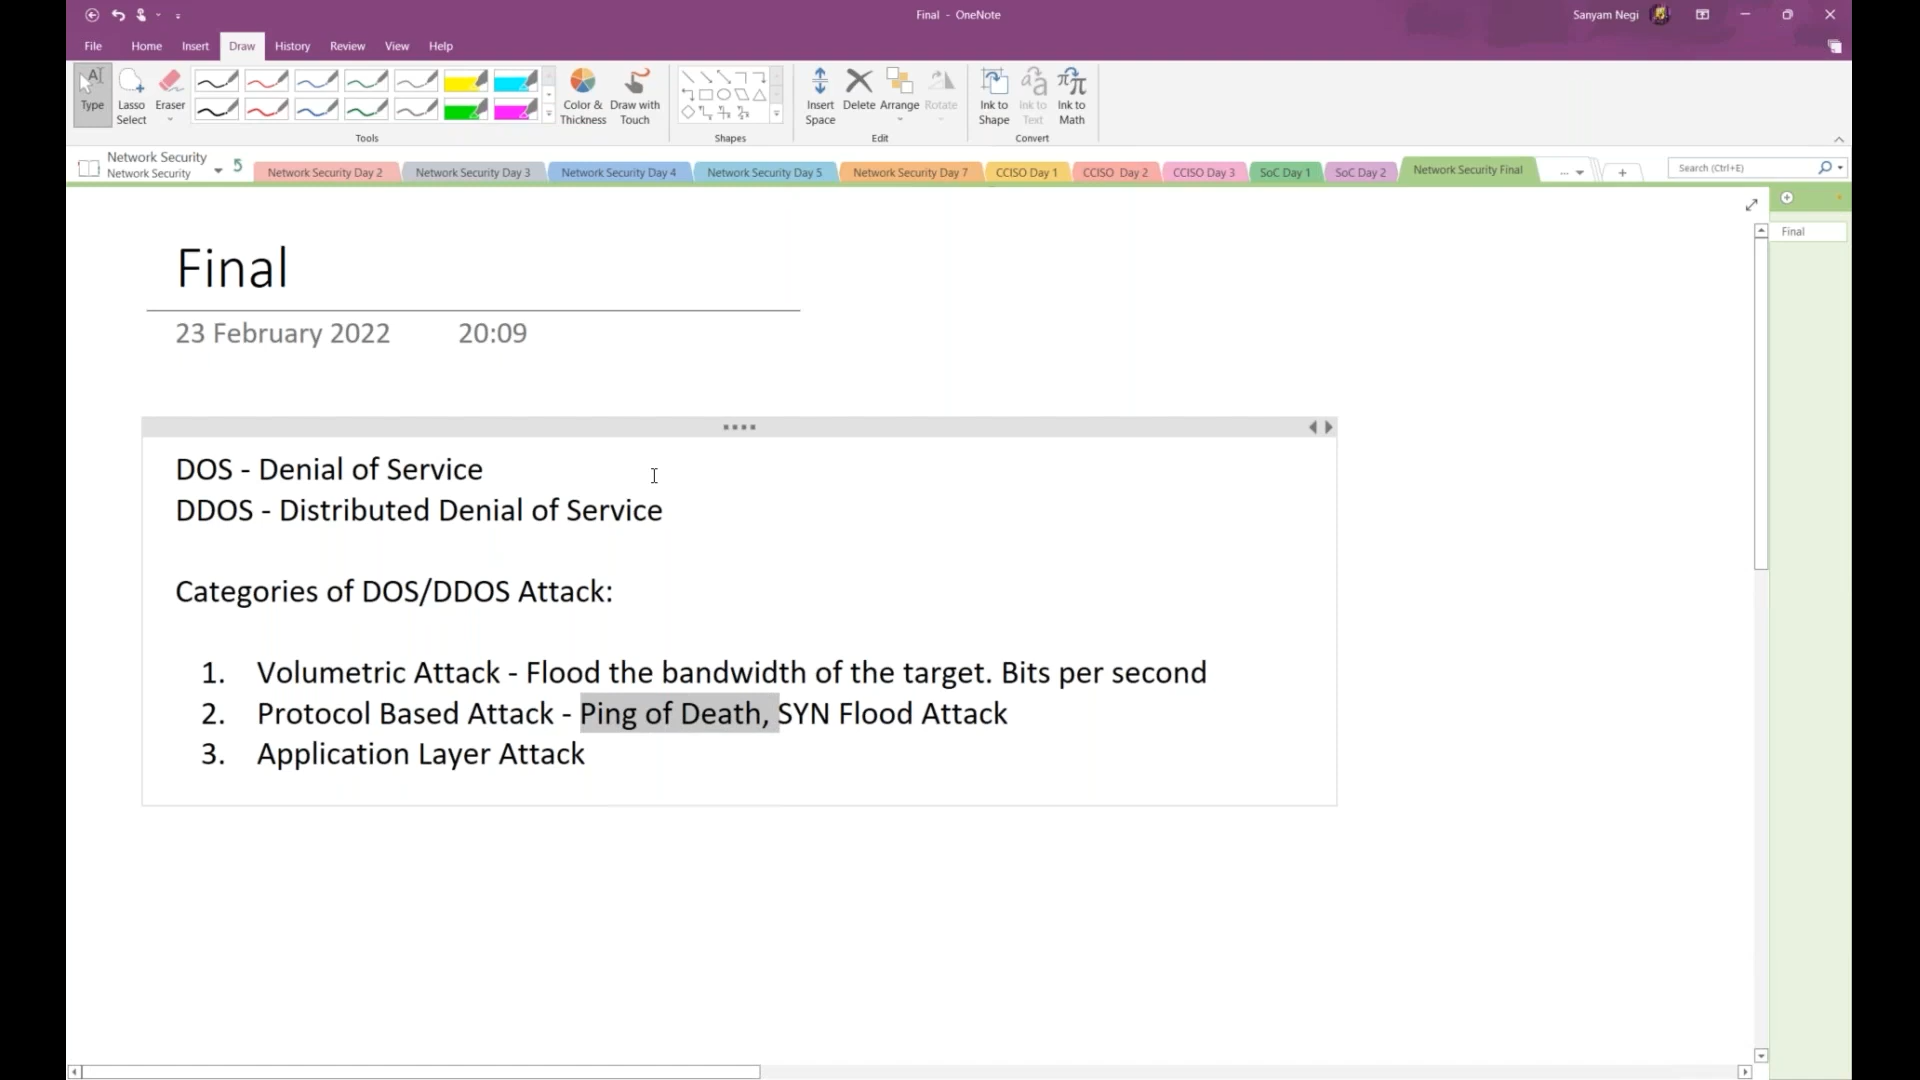 Final - OneNote
Sanyam Negi
File Home Insert Draw History Review View Help
Type
Lasso Select
Eraser
Color & Thickness
Draw with Touch
Insert Space
Delete
Arrange
Rotate
Ink to Shape
Ink to Text
Ink to Math
Tools
Shapes
Edit
Convert
Network Security
Network Security
Network Security Day 2
Network Security Day 3
Network Security Day 4
Network Security Day 5
Network Security Day 7
CCISO Day 1
CCISO Day 2
CCISO Day 3
SoC Day 1
SoC Day 2
Network Security Final
...
Search (Ctrl+E)
Final
Final
23 February 2022 20:09
DOS - Denial of Service
DDOS - Distributed Denial of Service
Categories of DOS/DDOS Attack:
1. Volumetric Attack - Flood the bandwidth of the target. Bits per second
2. Protocol Based Attack - Ping of Death, SYN Flood Attack
3. Application Layer Attack